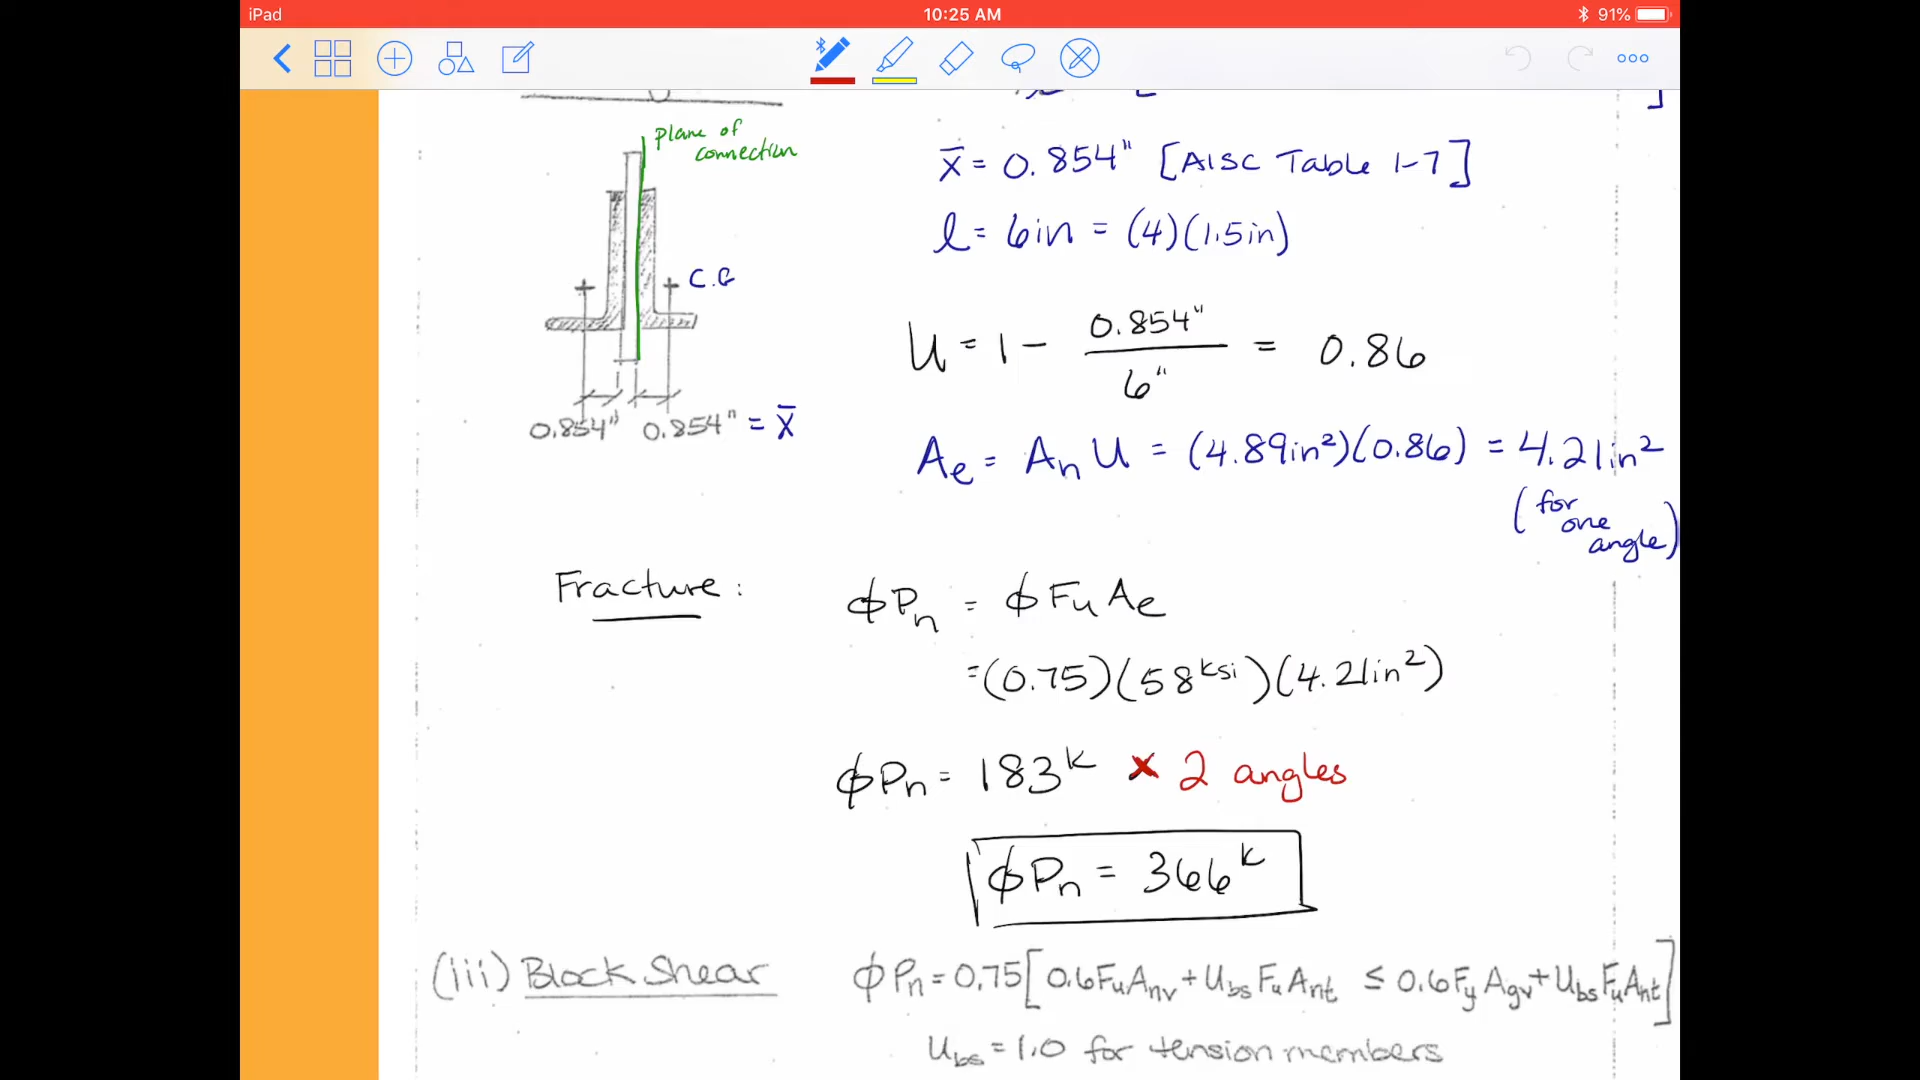 iPad
10:25 AM
91%
plane of
connection
x̄ = 0.854" [AISC Table 1-7]
l = 6in = (4)(1.5in)
C.G
U = 1 - 0.854" / 6" = 0.86
0.854" 0.854" = x̄
Ae = An U = (4.89in²)(0.86) = 4.21in²
(for
one
angle)
Fracture:
ϕPn = ϕFuAe
=(0.75)(58ksi)(4.21in²)
ϕPn = 183k × 2 angles
ϕPn = 366k
(iii) Block Shear
ϕPn = 0.75[0.6FuAnv + UbsFuAnt ≤ 0.6FyAgv + UbsFuAnt]
Ubs = 1.0 for tension members